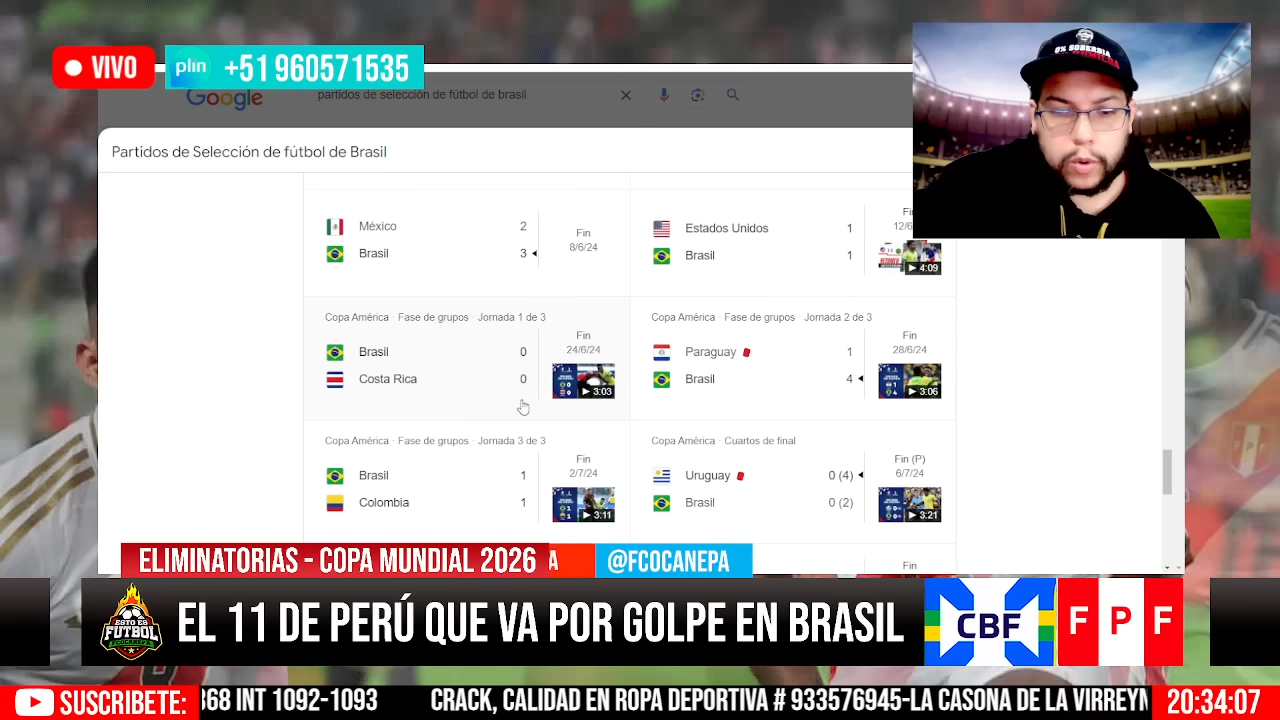 VIVO
plin
+51 960571535
Google
partidos de selección de fútbol de brasil
0% SOBERBIA
Partidos de Selección de fútbol de Brasil
México 2
Brasil 3
Fin
8/6/24
Estados Unidos 1
Brasil 1
4:09
Copa América · Fase de grupos · Jornada 1 de 3
Brasil 0
Costa Rica 0
Fin
24/6/24
3:03
Copa América · Fase de grupos · Jornada 2 de 3
Paraguay 1
Brasil 4
Fin
28/6/24
3:06
Copa América · Fase de grupos · Jornada 3 de 3
Brasil 1
Colombia 1
Fin
2/7/24
3:11
Copa América · Cuartos de final
Uruguay 0 (4)
Brasil 0 (2)
Fin (P)
6/7/24
3:21
Fin
ELIMINATORIAS - COPA MUNDIAL 2026
A
@FCOCANEPA
ESTO ES
FUTBOL
FCOCANEPA
EL 11 DE PERÚ QUE VA POR GOLPE EN BRASIL
CBF
F P F
SUSCRIBETE:
368 INT 1092-1093
CRACK, CALIDAD EN ROPA DEPORTIVA # 933576945-LA CASONA DE LA VIRREYN
20:34:07